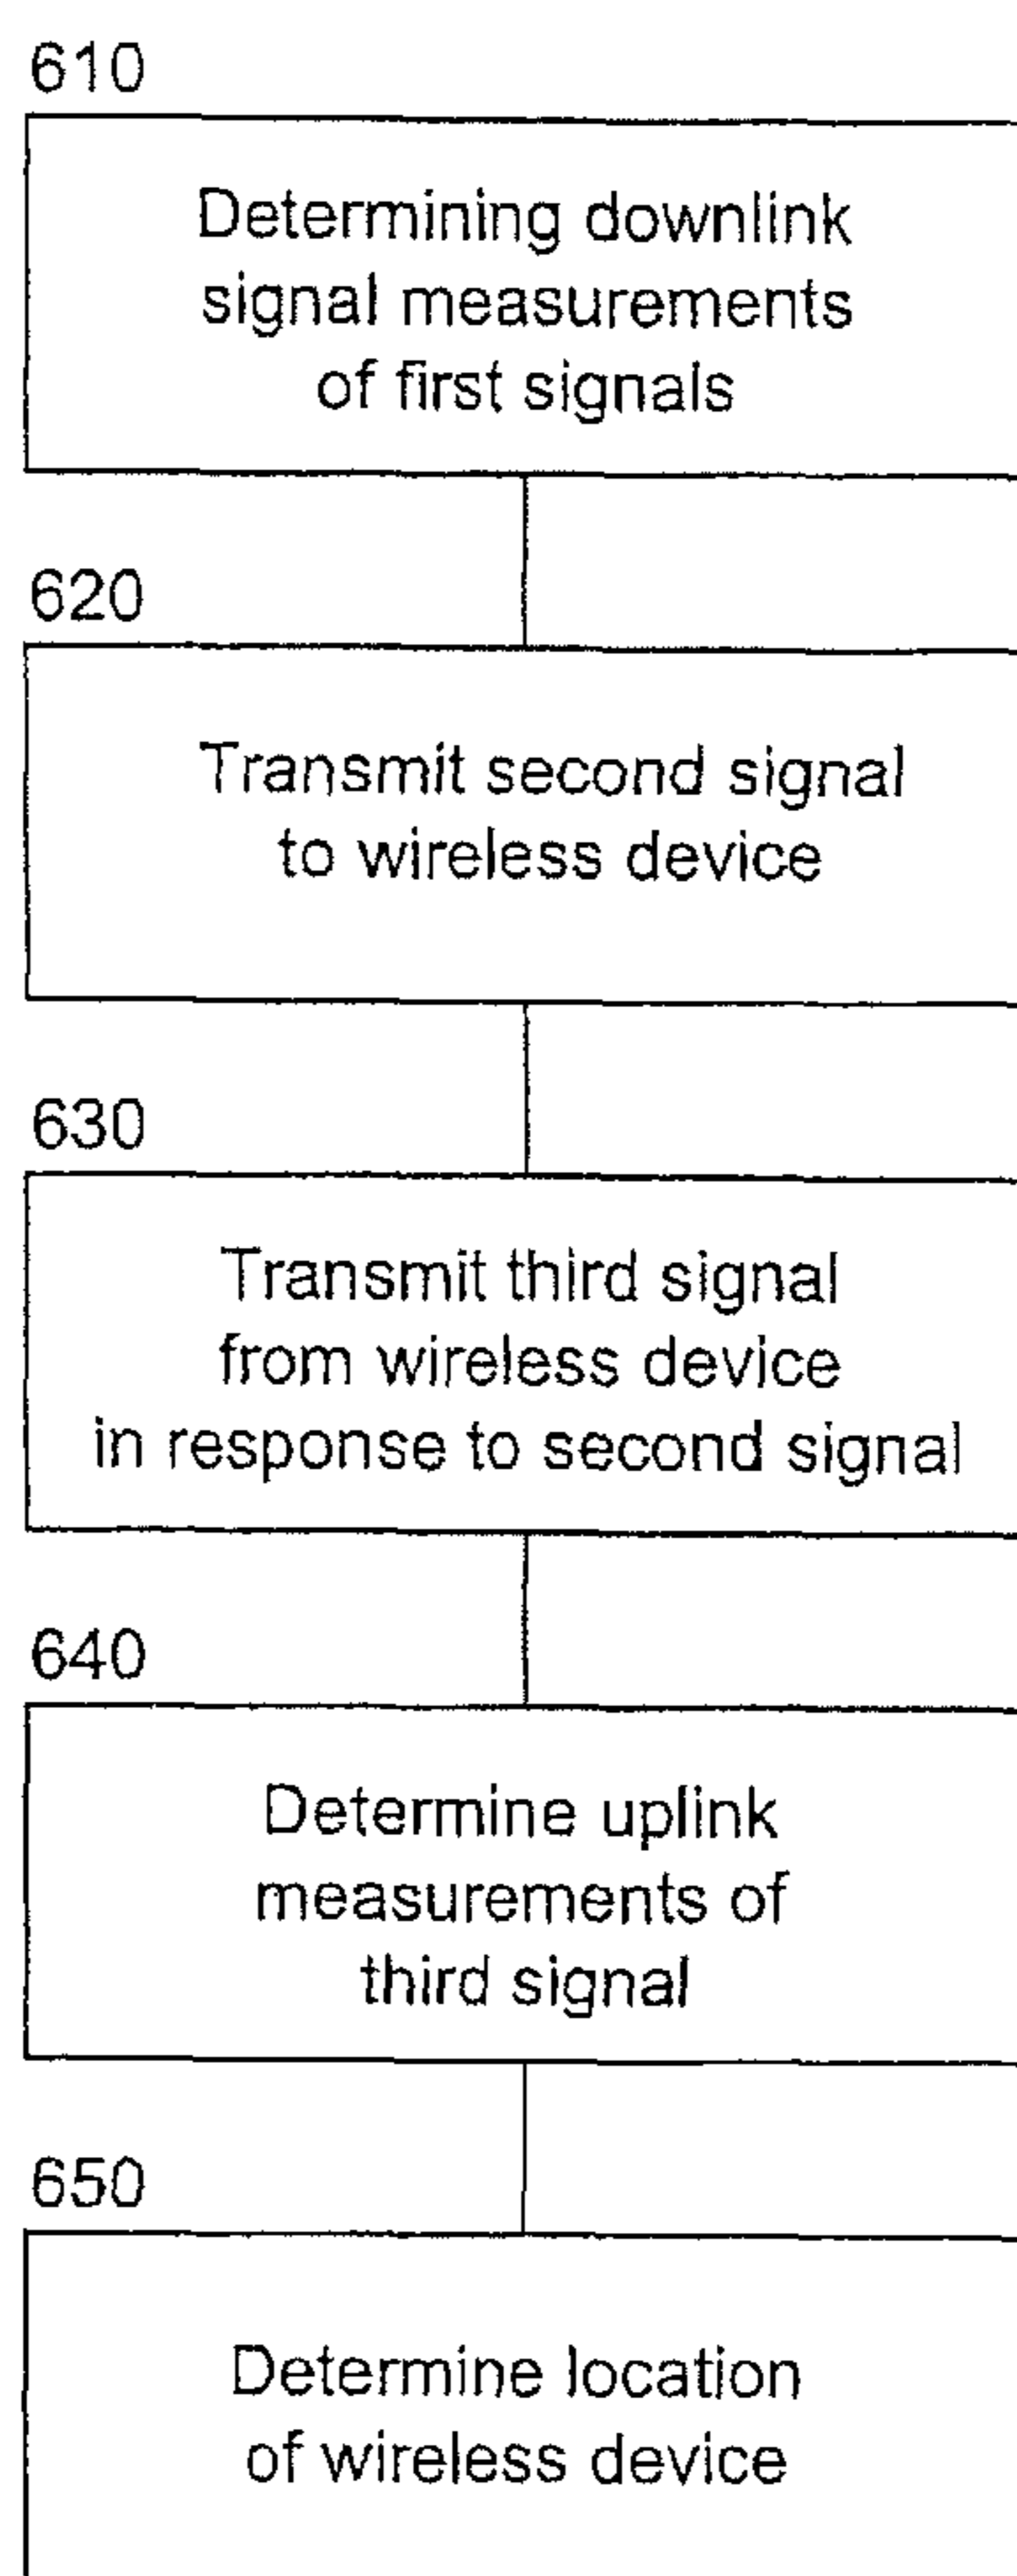 610
Determining downlink
signal measurements
of first signals
620
Transmit second signal
to wireless device
630
Transmit third signal
from wireless device
in response to second signal
640
Determine uplink
measurements of
third signal
650
Determine location
of wireless device